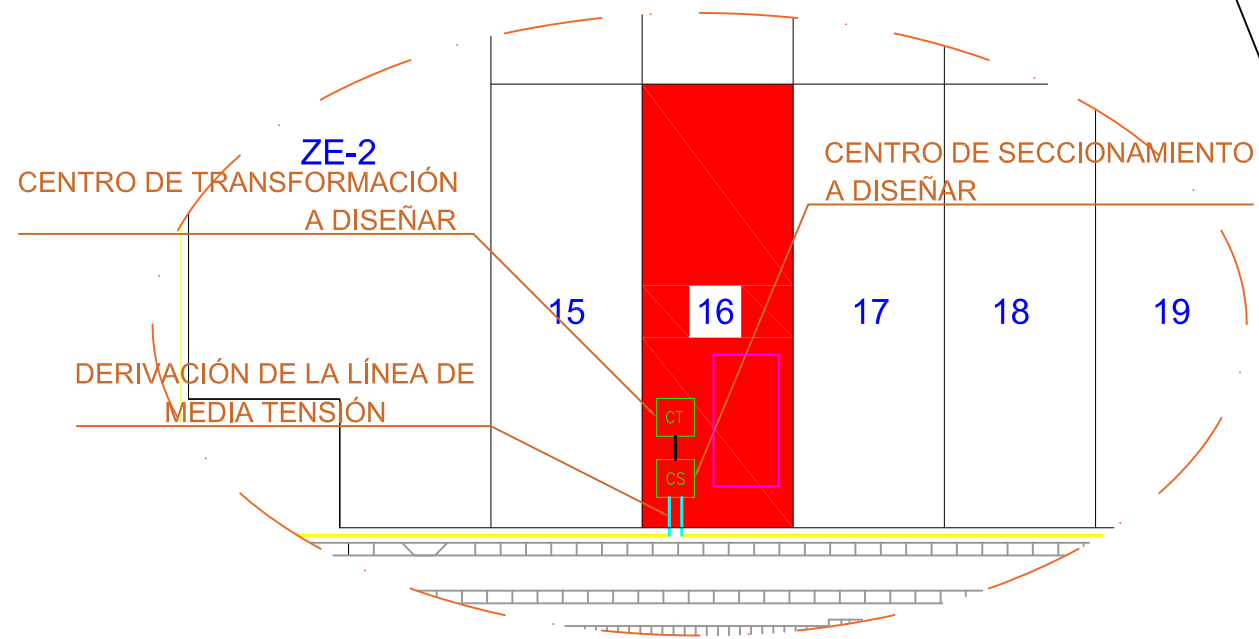 ZE-2
CENTRO DE TRANSFORMACIÓN
A DISEÑAR
CENTRO DE SECCIONAMIENTO
A DISEÑAR
15
16
17
18
19
DERIVACIÓN DE LA LÍNEA DE
MEDIA TENSIÓN
CT
CS